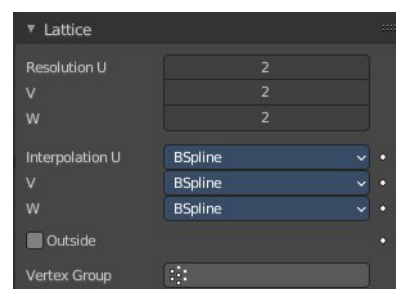 Lattice
Resolution U 2
V 2
W 2
Interpolation U BSpline
V BSpline
W BSpline
Outside
Vertex Group